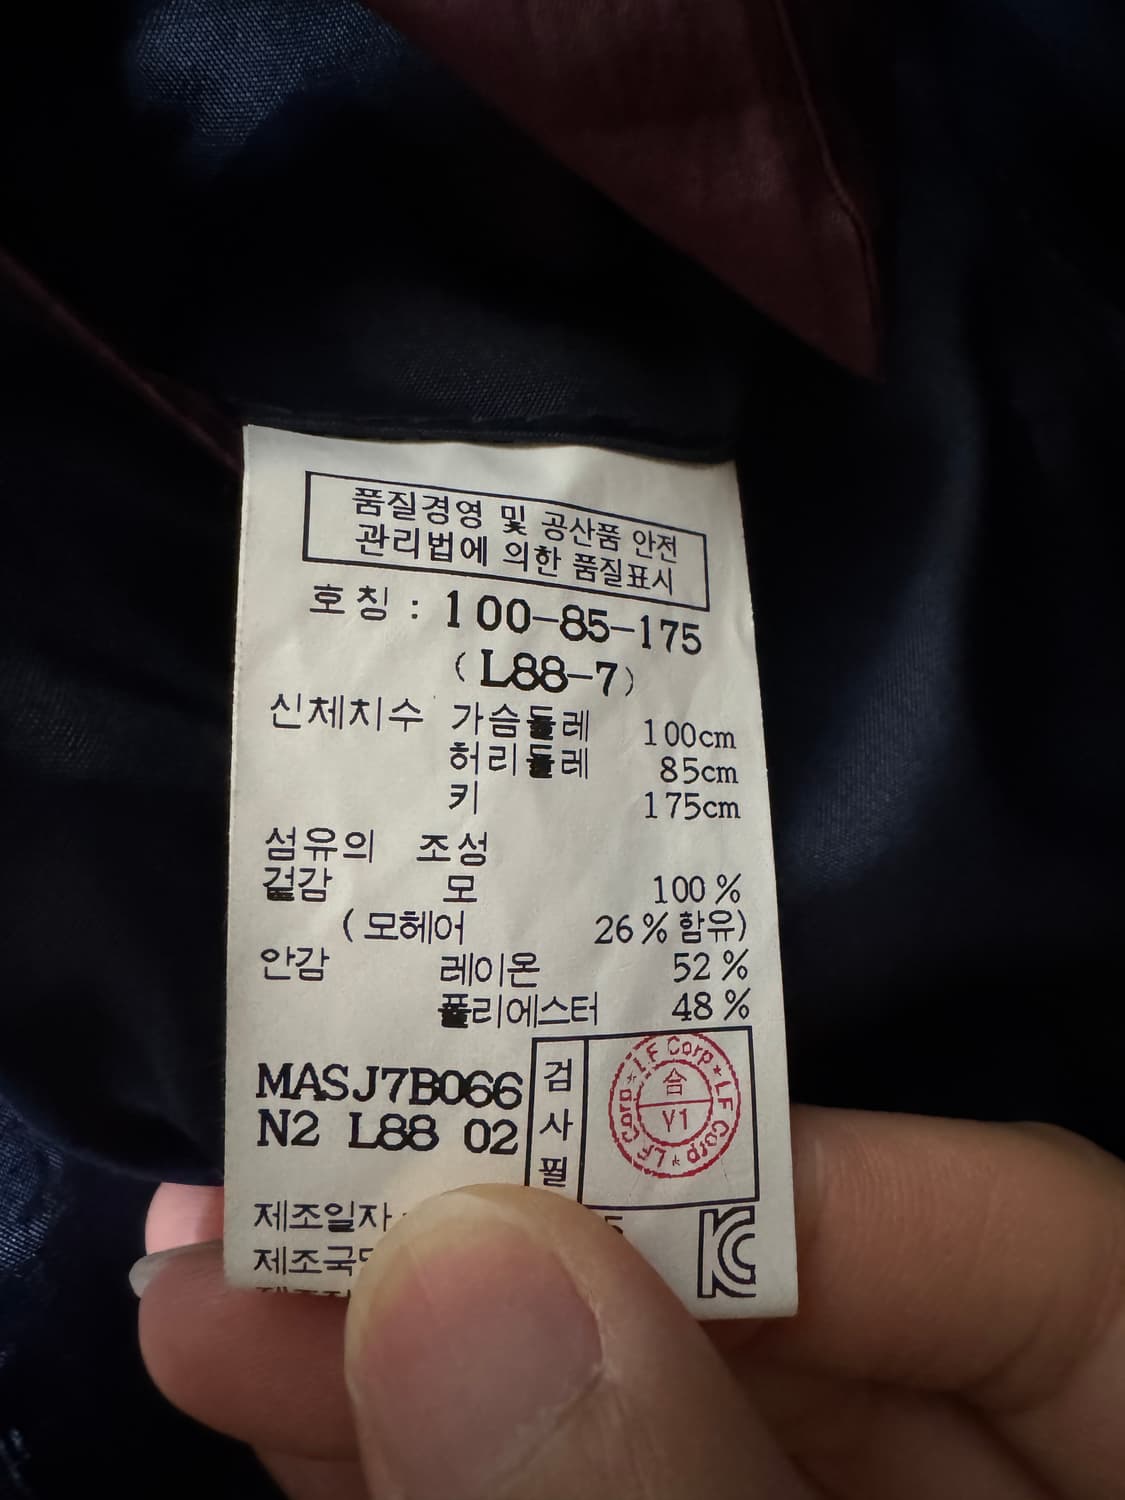 품질경영 및 공산품 안전
관리법에 의한 품질표시
호칭 : 100-85-175
(L88-7)
신체치수 가슴둘레 100cm
허리둘레 85cm
키 175cm
섬유의 조성
겉감 모 100%
(모헤어 26% 함유)
안감 레이온 52%
폴리에스터 48%
MASJ7B066
N2 L88 02
검사필
LF Corp★LF Corp★LF Corp★
合
Y1
제조일자
제조국
KC